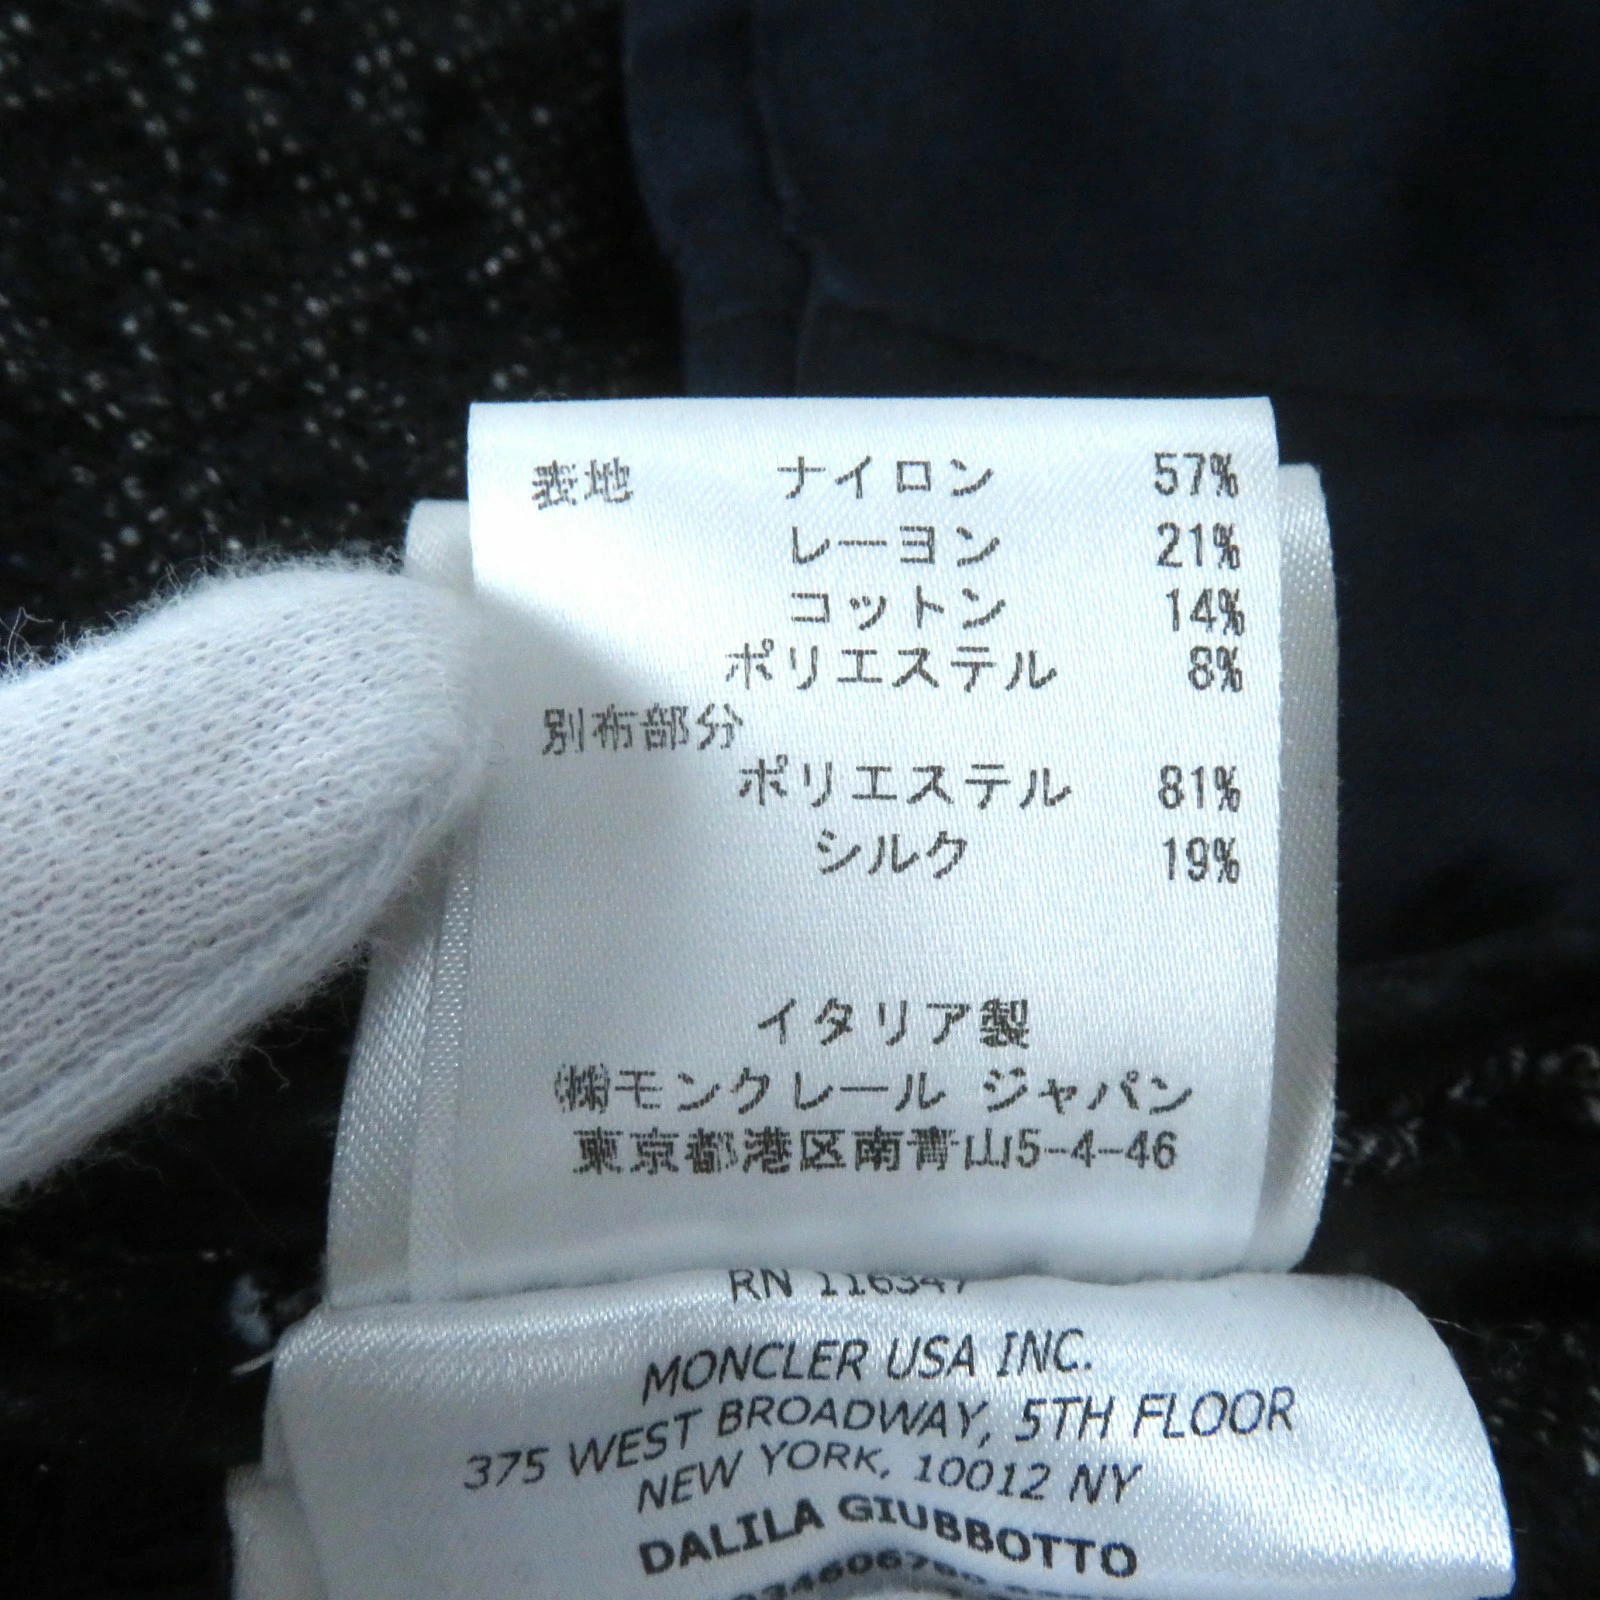 表地 ナイロン 57%
レーヨン 21%
コットン 14%
ポリエステル 8%
別布部分
ポリエステル 81%
シルク 19%
イタリア製
㈱モンクレール ジャパン
東京都港区南青山5-4-46
RN 116347
MONCLER USA INC.
375 WEST BROADWAY, 5TH FLOOR
NEW YORK, 10012 NY
DALILA GIUBBOTTO